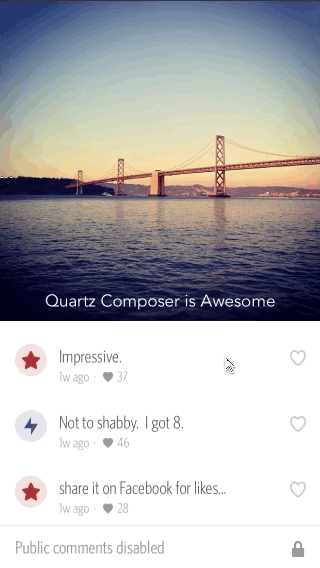 Quartz Composer is Awesome
Impressive.
1w ago · 37
Not to shabby.  I got 8.
1w ago · 46
share it on Facebook for likes...
1w ago · 28
Public comments disabled